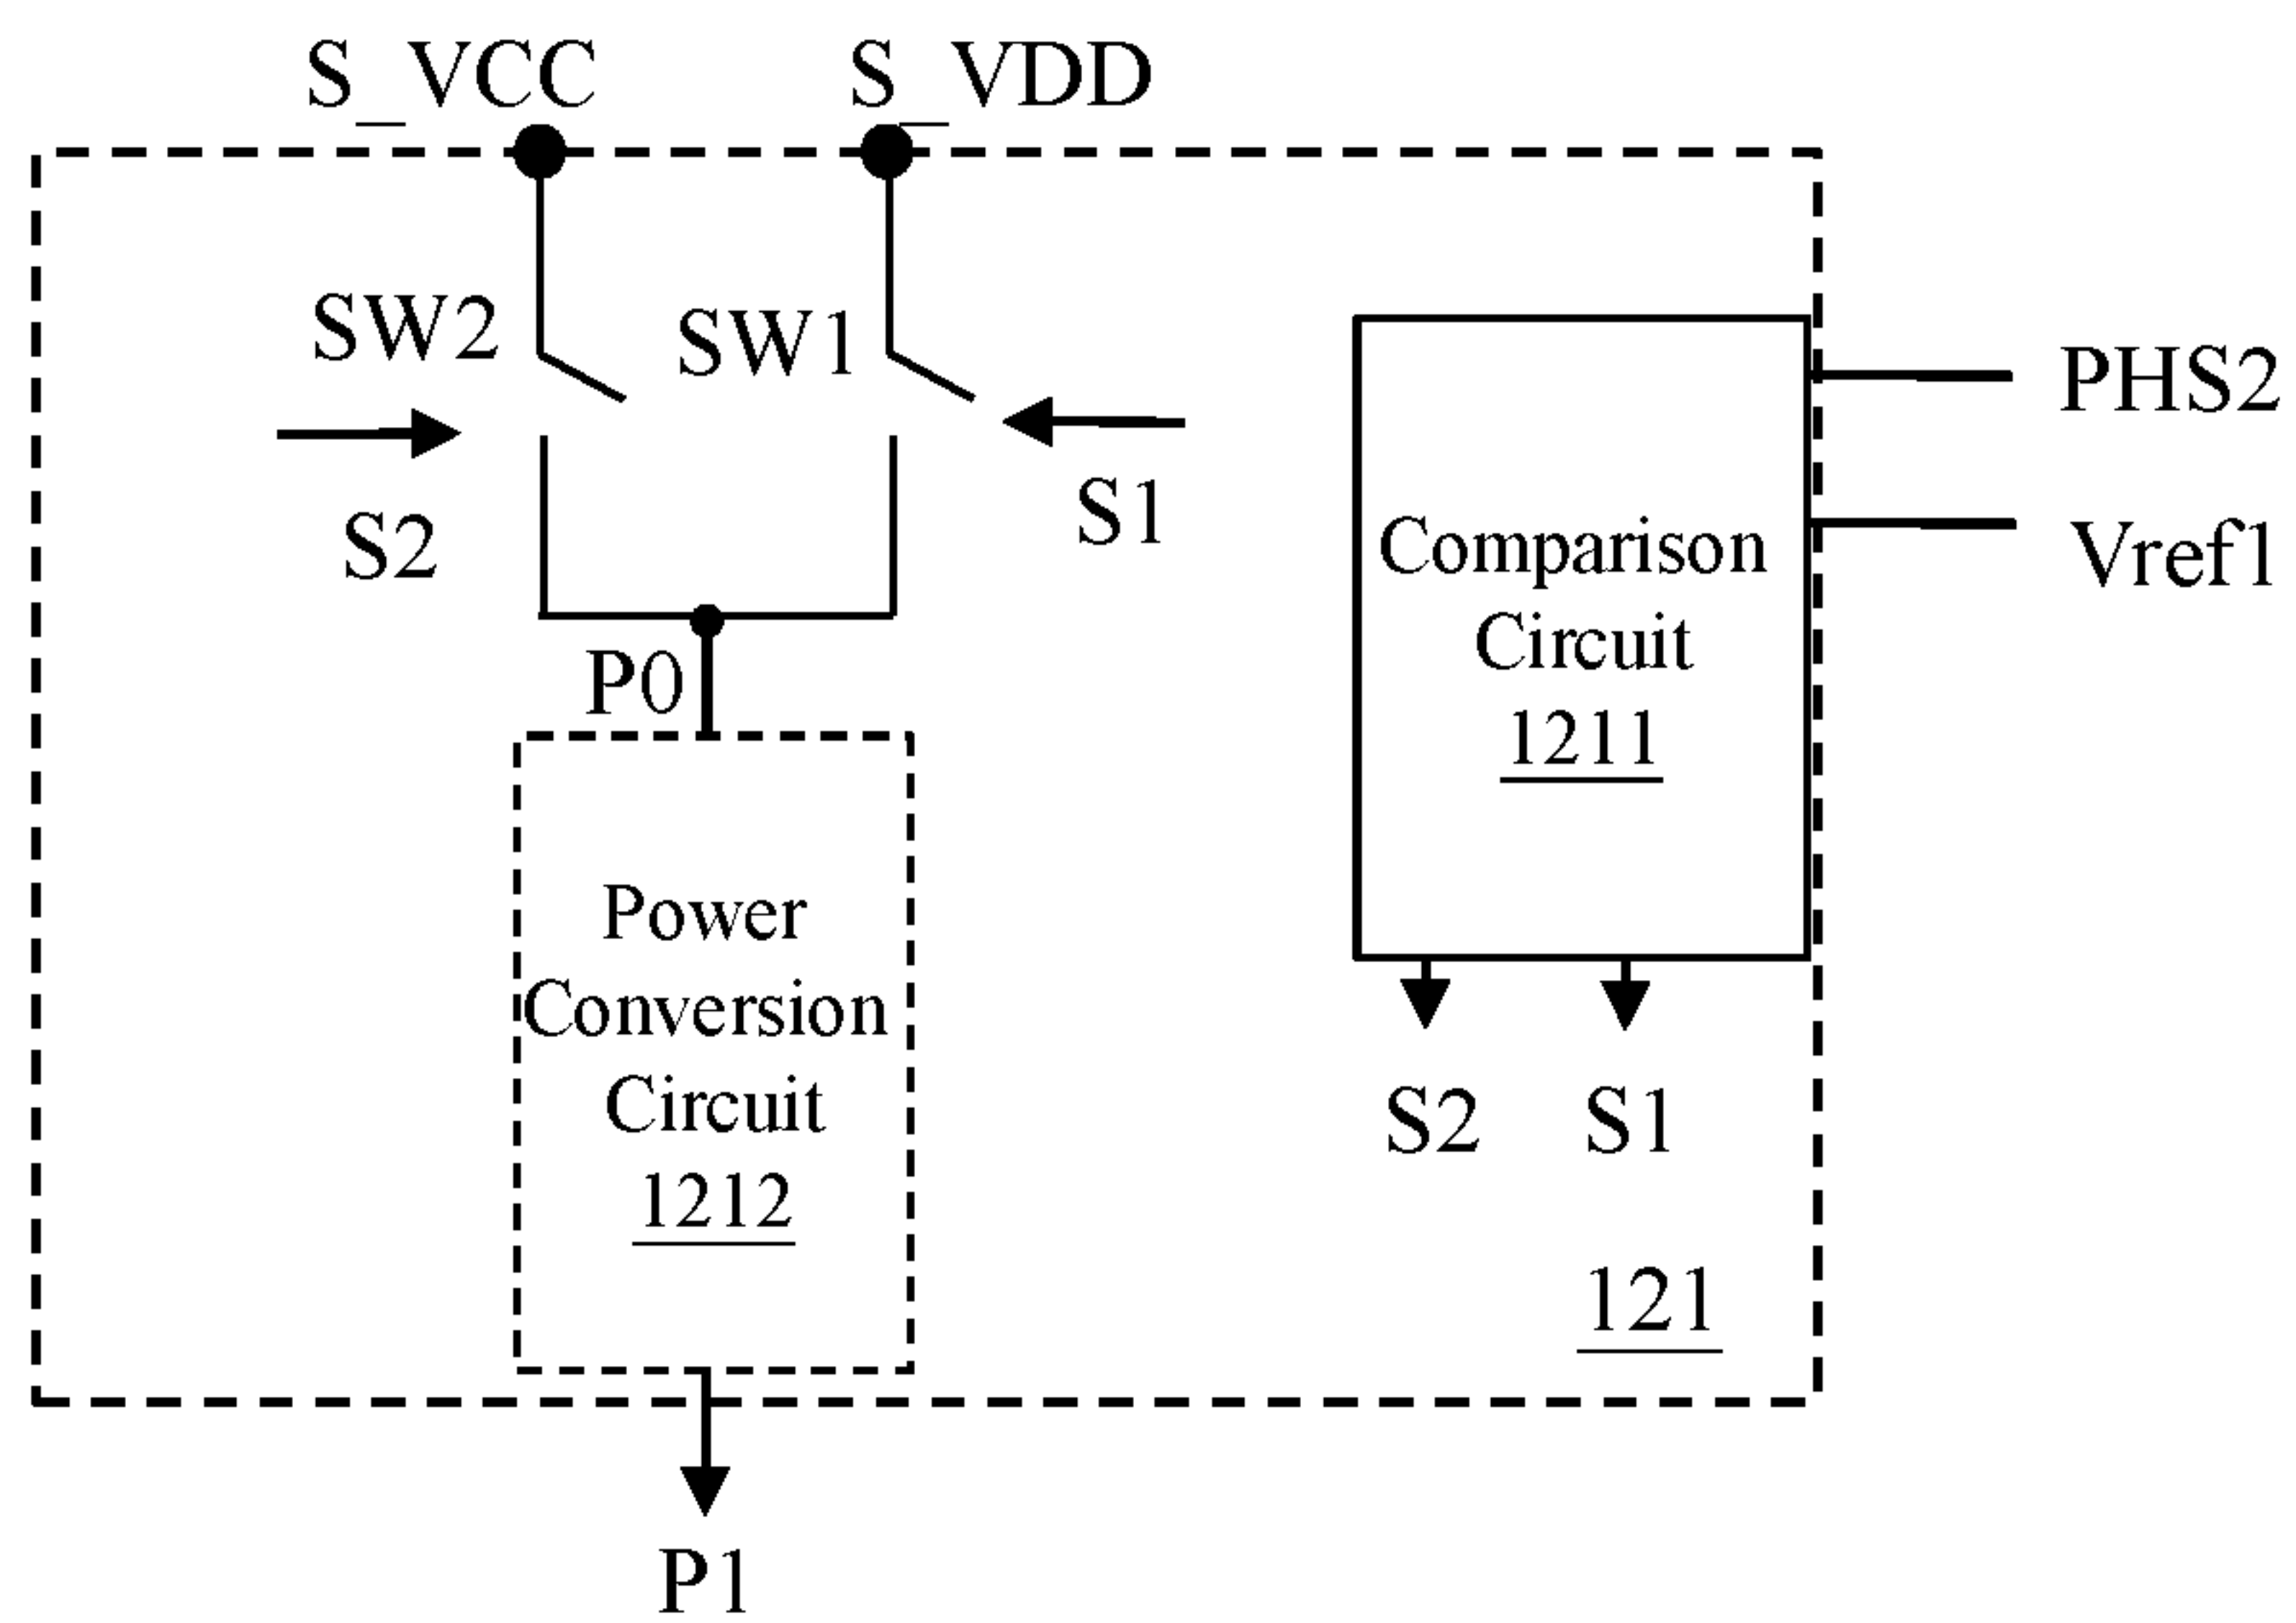 S_VCC
S_VDD
SW2
SW1
S2
S1
PHS2
Vref1
Comparison
Circuit
1211
P0
Power
Conversion
Circuit
1212
S2
S1
121
P1